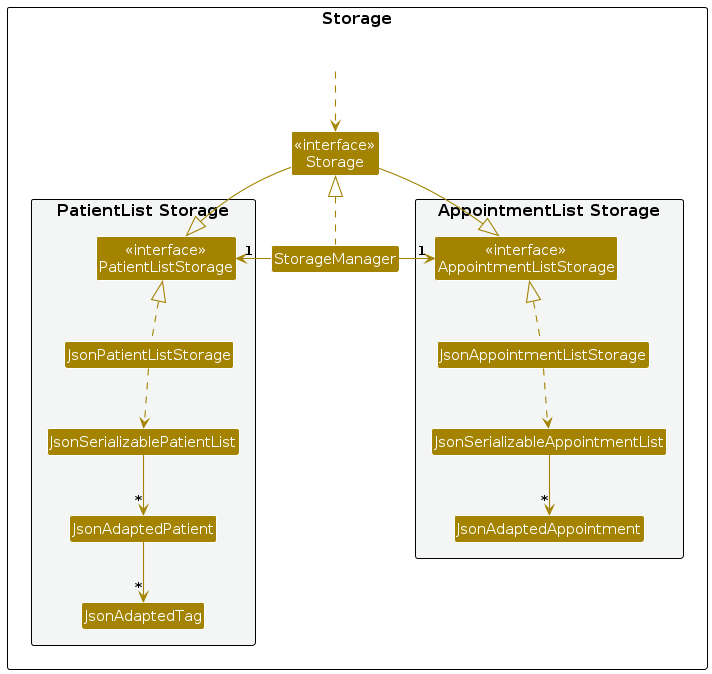 Storage
«interface»
Storage
PatientList Storage
AppointmentList Storage
«interface»
PatientListStorage
1
StorageManager
1
«interface»
AppointmentListStorage
JsonPatientListStorage
JsonAppointmentListStorage
JsonSerializablePatientList
JsonSerializableAppointmentList
*
*
JsonAdaptedPatient
JsonAdaptedAppointment
*
JsonAdaptedTag